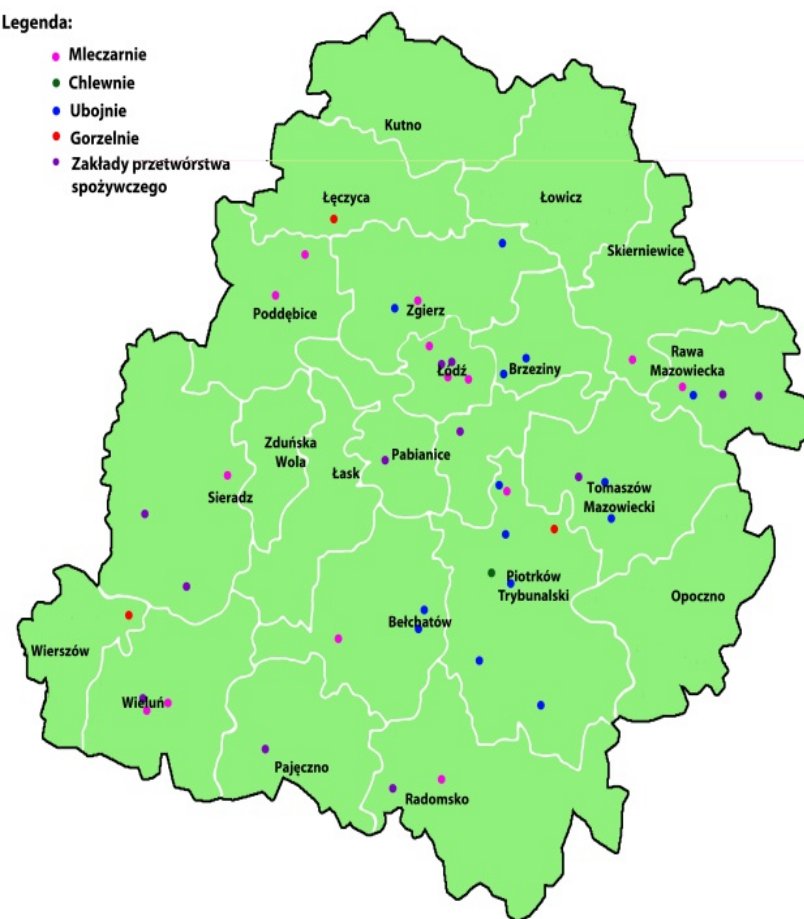 Legenda:
Mleczarnie
Chlewnie
Ubojnie
Gorzelnie
Zakłady przetwórstwa
spożywczego
Kutno
Łęczyca
Łowicz
Skierniewice
Poddębice
Zgierz
Łódź
Brzeziny
Rawa
Mazowiecka
Zduńska
Wola
Łask
Pabianice
Sieradz
Tomaszów
Mazowiecki
Piotrków
Trybunalski
Opoczno
Bełchatów
Wierszów
Wieluń
Pajęczno
Radomsko